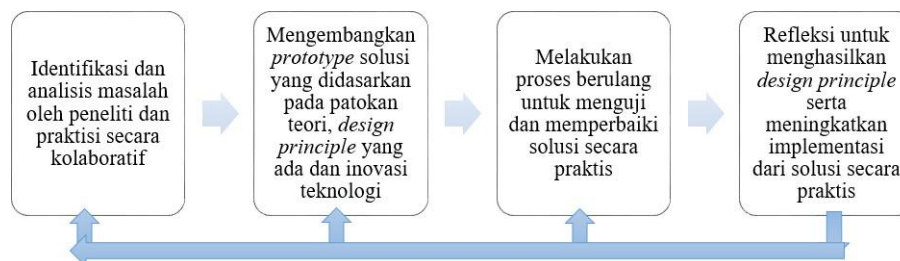 Identifikasi dan
analisis masalah
oleh peneliti dan
praktisi secara
kolaboratif
Mengembangkan
prototype solusi
yang didasarkan
pada patokan
teori, design
principle yang
ada dan inovasi
teknologi
Melakukan
proses berulang
untuk menguji
dan memperbaiki
solusi secara
praktis
Refleksi untuk
menghasilkan
design principle
serta
meningkatkan
implementasi
dari solusi secara
praktis